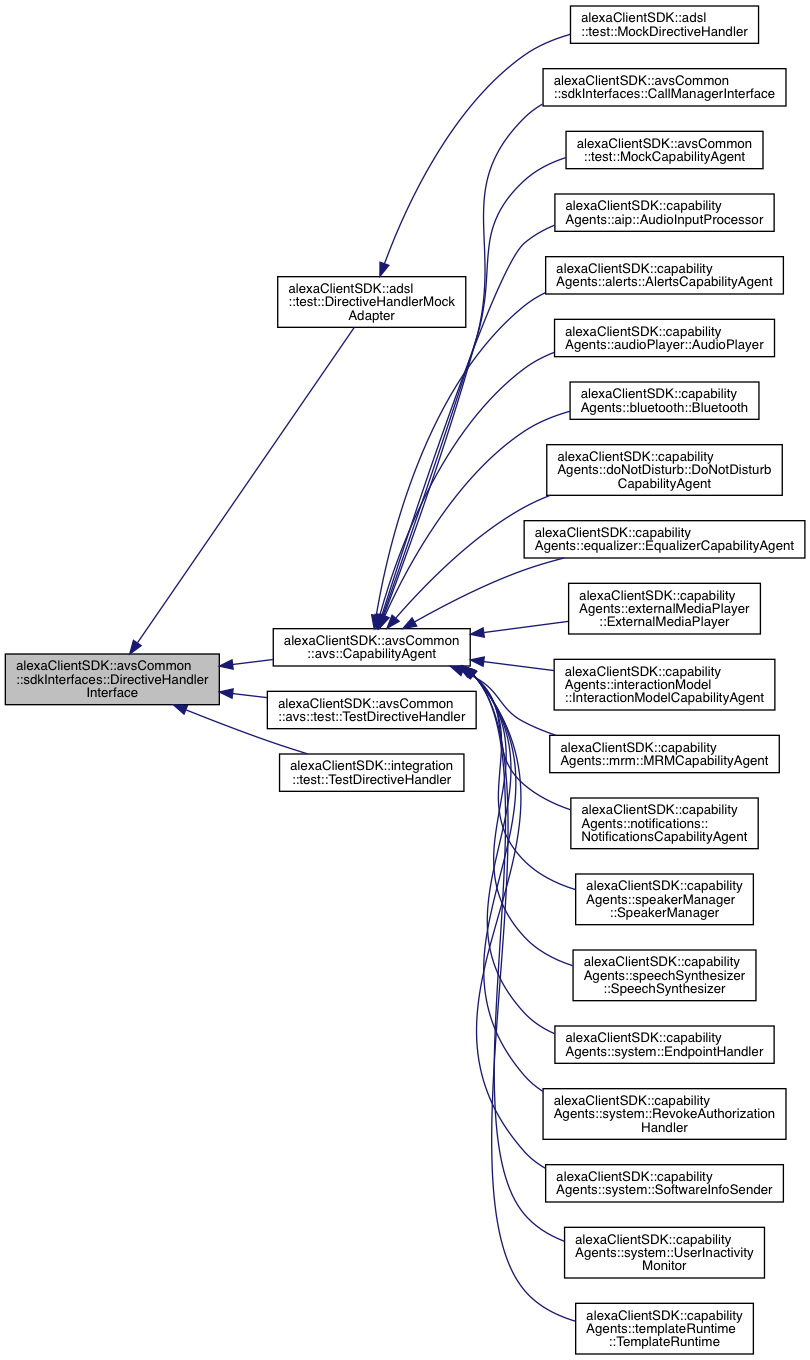 alexaClientSDK::adsl
::test::MockDirectiveHandler
alexaClientSDK::avsCommon
::sdkInterfaces::CallManagerInterface
alexaClientSDK::avsCommon
::test::MockCapabilityAgent
alexaClientSDK::capability
Agents::aip::AudioInputProcessor
alexaClientSDK::capability
Agents::alerts::AlertsCapabilityAgent
alexaClientSDK::adsl
::test::DirectiveHandlerMock
Adapter
alexaClientSDK::capability
Agents::audioPlayer::AudioPlayer
alexaClientSDK::capability
Agents::bluetooth::Bluetooth
alexaClientSDK::capability
Agents::doNotDisturb::DoNotDisturb
CapabilityAgent
alexaClientSDK::capability
Agents::equalizer::EqualizerCapabilityAgent
alexaClientSDK::capability
Agents::externalMediaPlayer
::ExternalMediaPlayer
alexaClientSDK::avsCommon
::avs::CapabilityAgent
alexaClientSDK::avsCommon
::sdkInterfaces::DirectiveHandler
Interface
alexaClientSDK::capability
Agents::interactionModel
::InteractionModelCapabilityAgent
alexaClientSDK::avsCommon
::avs::test::TestDirectiveHandler
alexaClientSDK::capability
Agents::mrm::MRMCapabilityAgent
alexaClientSDK::integration
::test::TestDirectiveHandler
alexaClientSDK::capability
Agents::notifications::
NotificationsCapabilityAgent
alexaClientSDK::capability
Agents::speakerManager
::SpeakerManager
alexaClientSDK::capability
Agents::speechSynthesizer
::SpeechSynthesizer
alexaClientSDK::capability
Agents::system::EndpointHandler
alexaClientSDK::capability
Agents::system::RevokeAuthorization
Handler
alexaClientSDK::capability
Agents::system::SoftwareInfoSender
alexaClientSDK::capability
Agents::system::UserInactivity
Monitor
alexaClientSDK::capability
Agents::templateRuntime
::TemplateRuntime